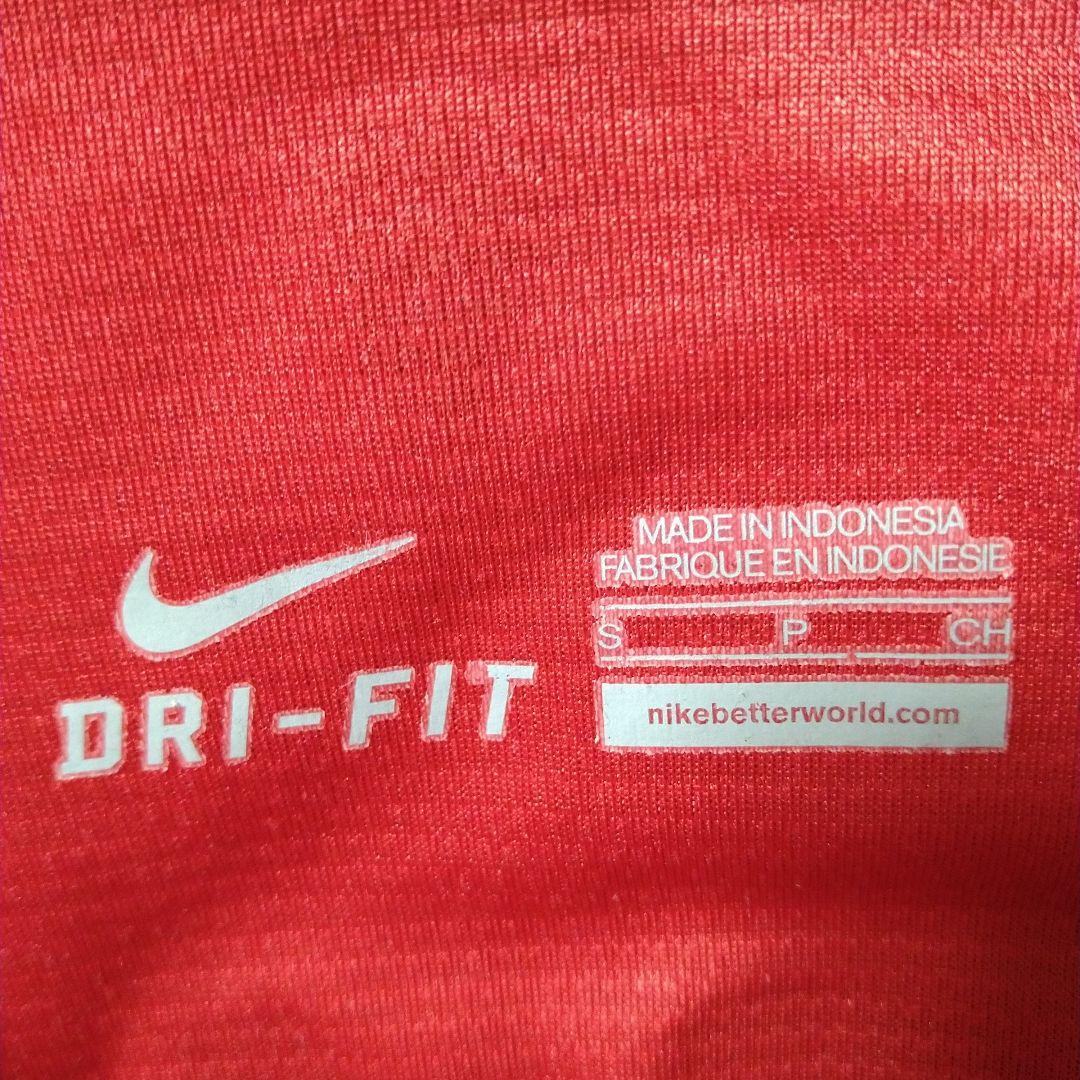 DRI-FIT
MADE IN INDONESIA
FABRIQUE EN INDONESIE
S P CH
nikebetterworld.com